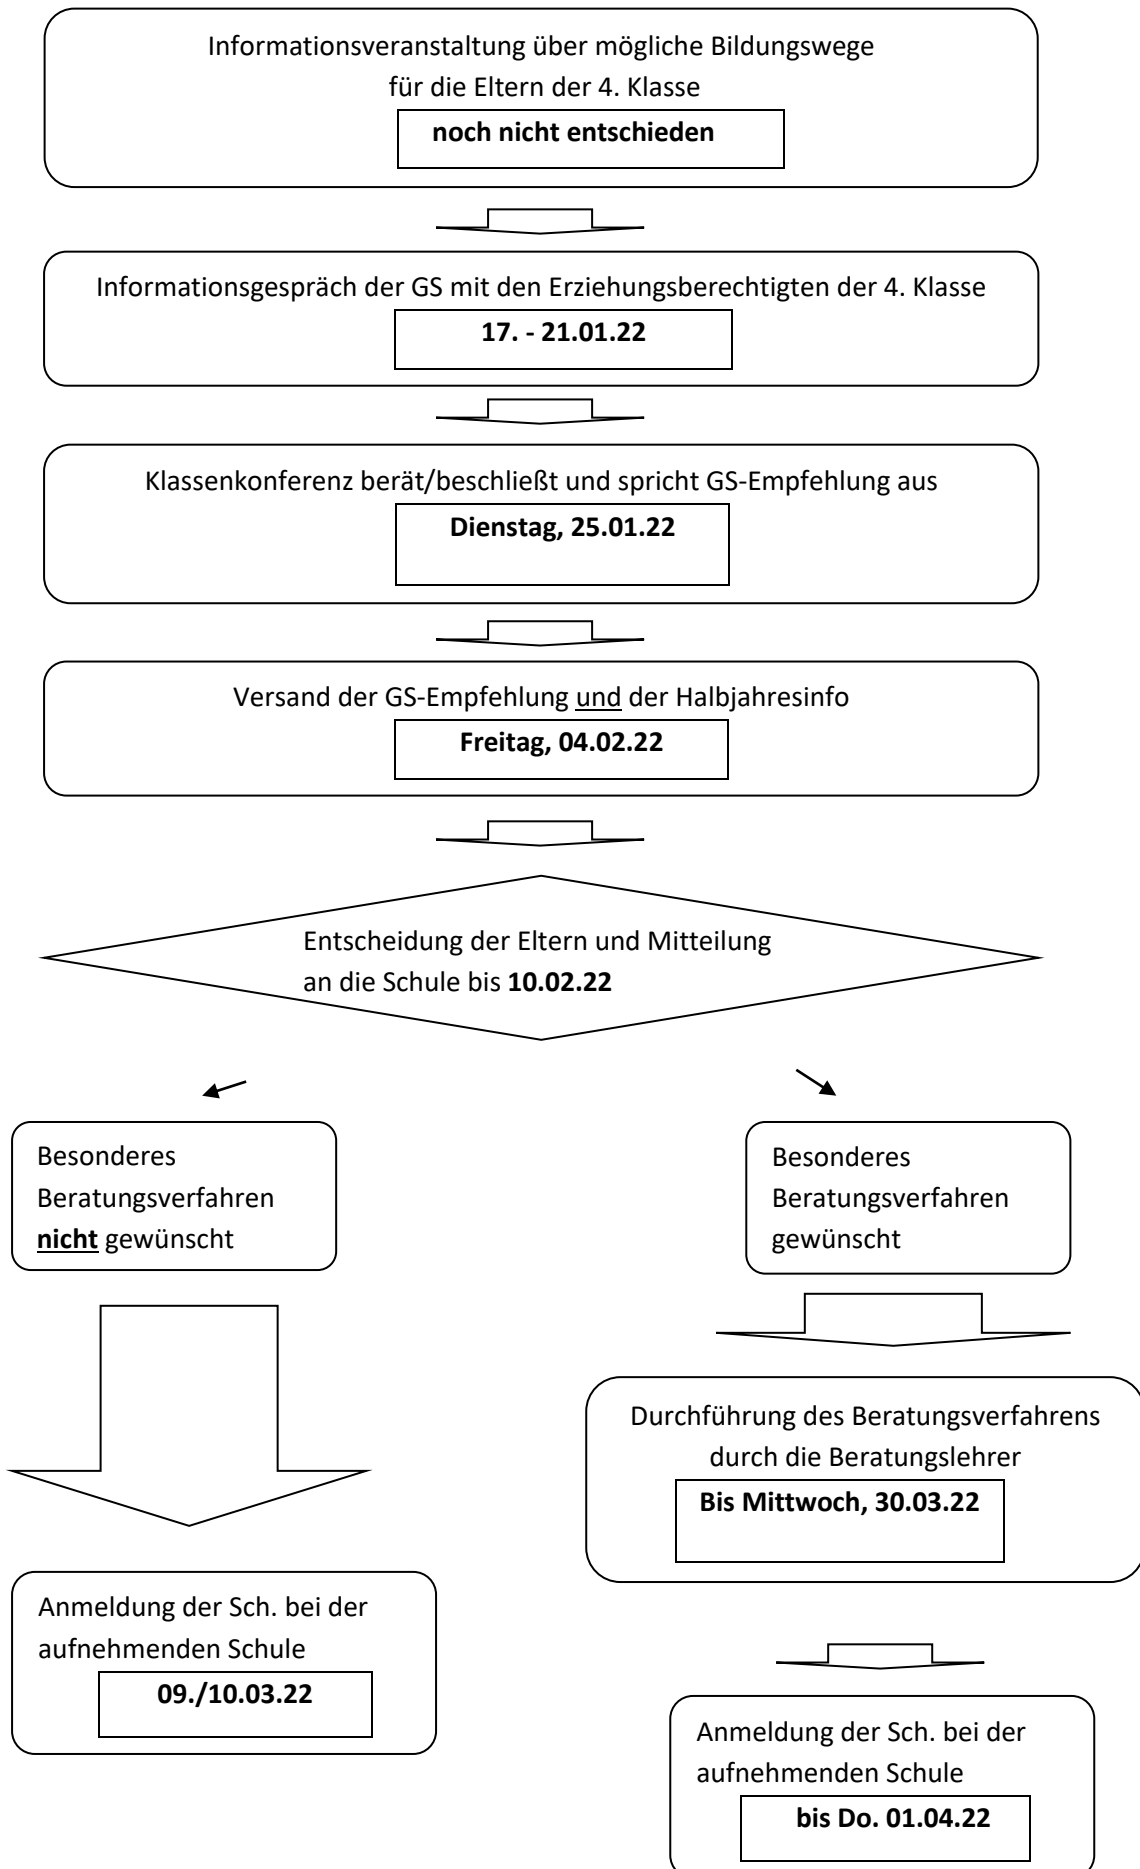 Informationsveranstaltung über mögliche Bildungswege
für die Eltern der 4. Klasse
noch nicht entschieden
Informationsgespräch der GS mit den Erziehungsberechtigten der 4. Klasse
17. - 21.01.22
Klassenkonferenz berät/beschließt und spricht GS-Empfehlung aus
Dienstag, 25.01.22
Versand der GS-Empfehlung und der Halbjahresinfo
Freitag, 04.02.22
Entscheidung der Eltern und Mitteilung
an die Schule bis 10.02.22
Besonderes
Beratungsverfahren
nicht gewünscht
Besonderes
Beratungsverfahren
gewünscht
Durchführung des Beratungsverfahrens
durch die Beratungslehrer
Bis Mittwoch, 30.03.22
Anmeldung der Sch. bei der
aufnehmenden Schule
09./10.03.22
Anmeldung der Sch. bei der
aufnehmenden Schule
bis Do. 01.04.22